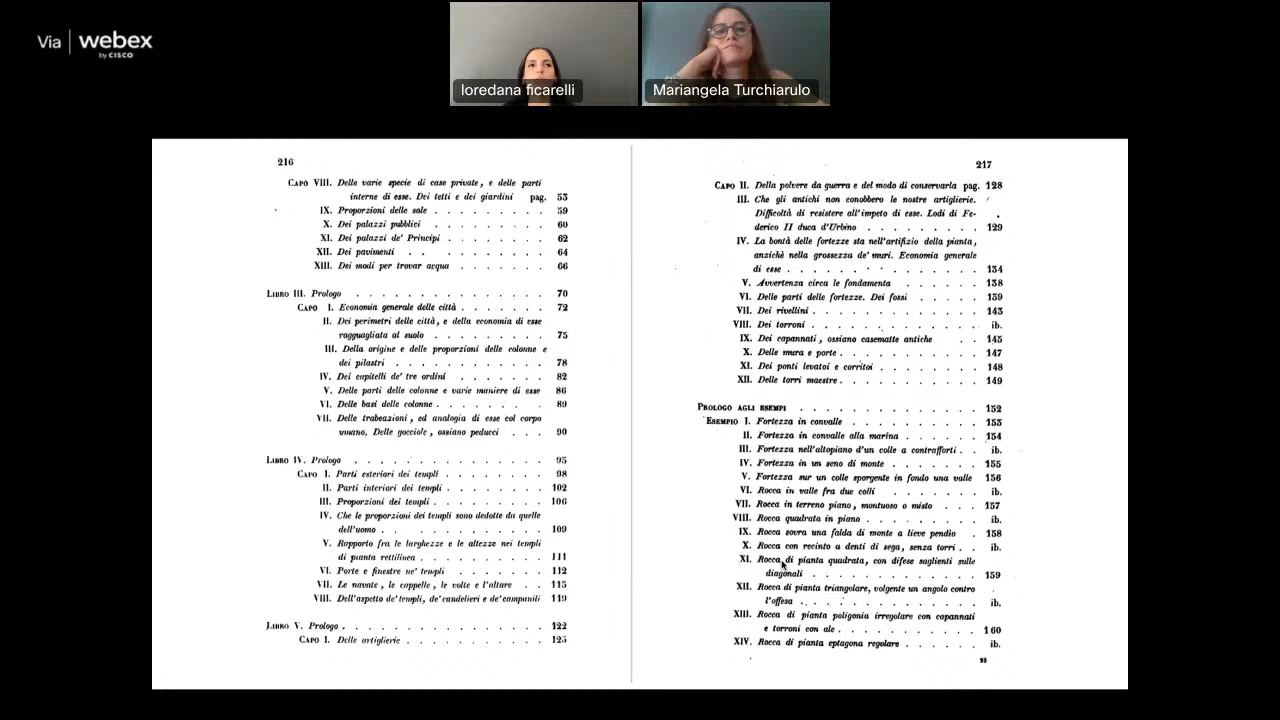 Via webex
by CISCO
loredana ficarelli
Mariangela Turchiarulo
216
CAPO VIII. Delle varie specie di case private, e delle parti
interne di esse. Dei tetti e dei giardini pag. 53
IX. Proporzioni delle sale . . . . . . . . 59
X. Dei palazzi pubblici . . . . . . . . . 60
XI. Dei palazzi de' Principi . . . . . . . . 62
XII. Dei pavimenti . . . . . . . . . . 64
XIII. Dei modi per trovar acqua . . . . . . . 66
LIBRO III. Prologo . . . . . . . . . . . . . 70
CAPO I. Economia generale delle città . . . . . . 72
II. Dei perimetri delle città, e della economia di esse
ragguagliata al suolo . . . . . . . . 75
III. Della origine e delle proporzioni delle colonne e
dei pilastri . . . . . . . . . . . 78
IV. Dei capitelli de' tre ordini . . . . . . . 82
V. Delle parti delle colonne e varie maniere di esse 86
VI. Delle basi delle colonne . . . . . . . . 89
VII. Delle trabeazioni, ed analogia di esse col corpo
umano. Delle gocciole, ossiano peducci . . . 90
LIBRO IV. Prologo . . . . . . . . . . . . . 95
CAPO I. Parti esteriori dei templi . . . . . . . 98
II. Parti interiori dei templi . . . . . . . . 102
III. Proporzioni dei templi . . . . . . . . . 106
IV. Che le proporzioni dei templi sono dedotte da quelle
dell'uomo . . . . . . . . . . . 109
V. Rapporto fra le larghezze e le altezze nei templi
di pianta rettilinea . . . . . . . . . 111
VI. Porte e finestre ne' templi . . . . . . . 112
VII. Le navate, le cappelle, le volte e l'altare . . . 115
VIII. Dell'aspetto de' templi, de' candelieri e de' campanili 119
LIBRO V. Prologo . . . . . . . . . . . . . 122
CAPO I. Delle artiglierie . . . . . . . . . . 125
217
CAPO II. Della polvere da guerra e del modo di conservarla pag. 128
III. Che gli antichi non conobbero le nostre artiglierie.
Difficoltà di resistere all'impeto di esse. Lodi di Fe-
derico II duca d'Urbino . . . . . . . . 129
IV. La bontà delle fortezze sta nell'artifizio della pianta,
anzichè nella grossezza de' muri. Economia generale
di esse . . . . . . . . . . . . 134
V. Avvertenza circa le fondamenta . . . . . . 138
VI. Delle parti delle fortezze. Dei fossi . . . . . 139
VII. Dei rivellini . . . . . . . . . . . 143
VIII. Dei torroni . . . . . . . . . . . ib.
IX. Dei capannati, ossiano casematte antiche . . 145
X. Delle mura e porte . . . . . . . . . 147
XI. Dei ponti levatoi e corritoi . . . . . . . 148
XII. Delle torri maestre . . . . . . . . . 149
PROLOGO AGLI ESEMPI . . . . . . . . . . . . 152
ESEMPIO I. Fortezza in convalle . . . . . . . . . 153
II. Fortezza in convalle alla marina . . . . . . 154
III. Fortezza nell'altopiano d'un colle a contrafforti . . ib.
IV. Fortezza in un seno di monte . . . . . . . 155
V. Fortezza sur un colle sporgente in fondo una valle 156
VI. Rocca in valle fra due colli . . . . . . . ib.
VII. Rocca in terreno piano, montuoso o misto . . . 157
VIII. Rocca quadrata in piano . . . . . . . . ib.
IX. Rocca sovra una falda di monte a lieve pendio . . 158
X. Rocca con recinto a denti di sega, senza torri . . ib.
XI. Rocca di pianta quadrata, con difese saglienti sulle
diagonali . . . . . . . . . . . 159
XII. Rocca di pianta triangolare, volgente un angolo contro
l'offesa . . . . . . . . . . . . ib.
XIII. Rocca di pianta poligonia irregolare con capannati
e torroni con ale . . . . . . . . . . 160
XIV. Rocca di pianta eptagona regolare . . . . . . ib.